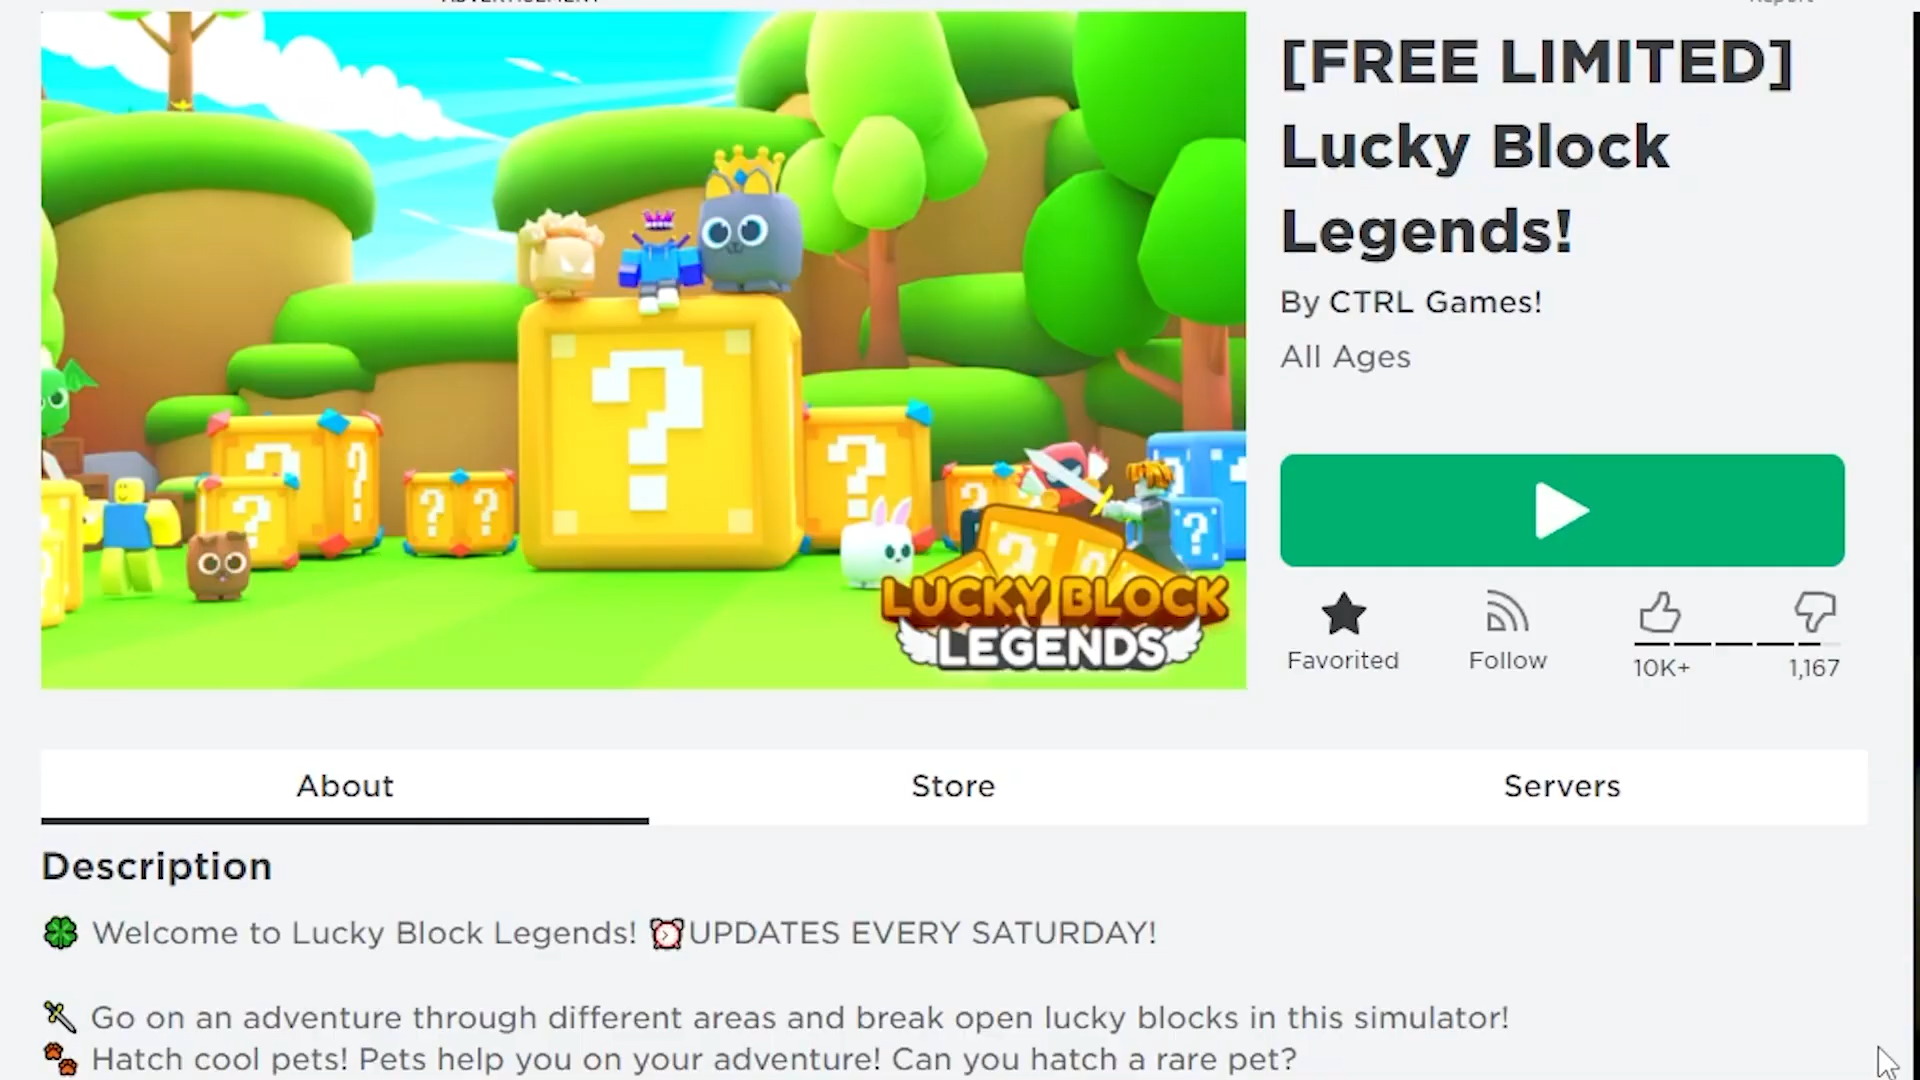 ADVERTISEMENT
Report
[FREE LIMITED]
Lucky Block
Legends!
By CTRL Games!
All Ages
? ? ? ? ? ? ? ? ?
LUCKY BLOCK
LEGENDS
Favorited
Follow
10K+
1,167
About
Store
Servers
Description
🍀 Welcome to Lucky Block Legends! ⏰UPDATES EVERY SATURDAY!
🗡️ Go on an adventure through different areas and break open lucky blocks in this simulator!
🐾 Hatch cool pets! Pets help you on your adventure! Can you hatch a rare pet?